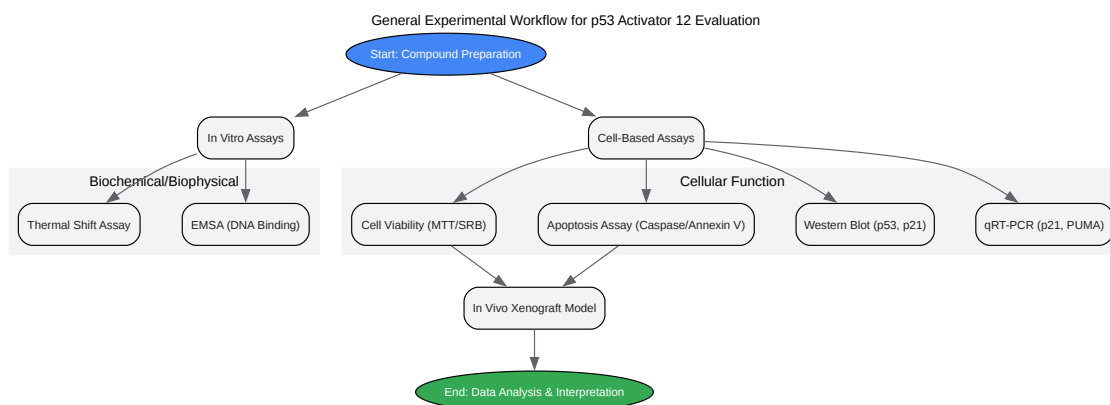 General Experimental Workflow for p53 Activator 12 Evaluation
Start: Compound Preparation
In Vitro Assays
Cell-Based Assays
Biochemical/Biophysical
Cellular Function
Thermal Shift Assay
EMSA (DNA Binding)
Cell Viability (MTT/SRB)
Apoptosis Assay (Caspase/Annexin V)
Western Blot (p53, p21)
qRT-PCR (p21, PUMA)
In Vivo Xenograft Model
End: Data Analysis & Interpretation